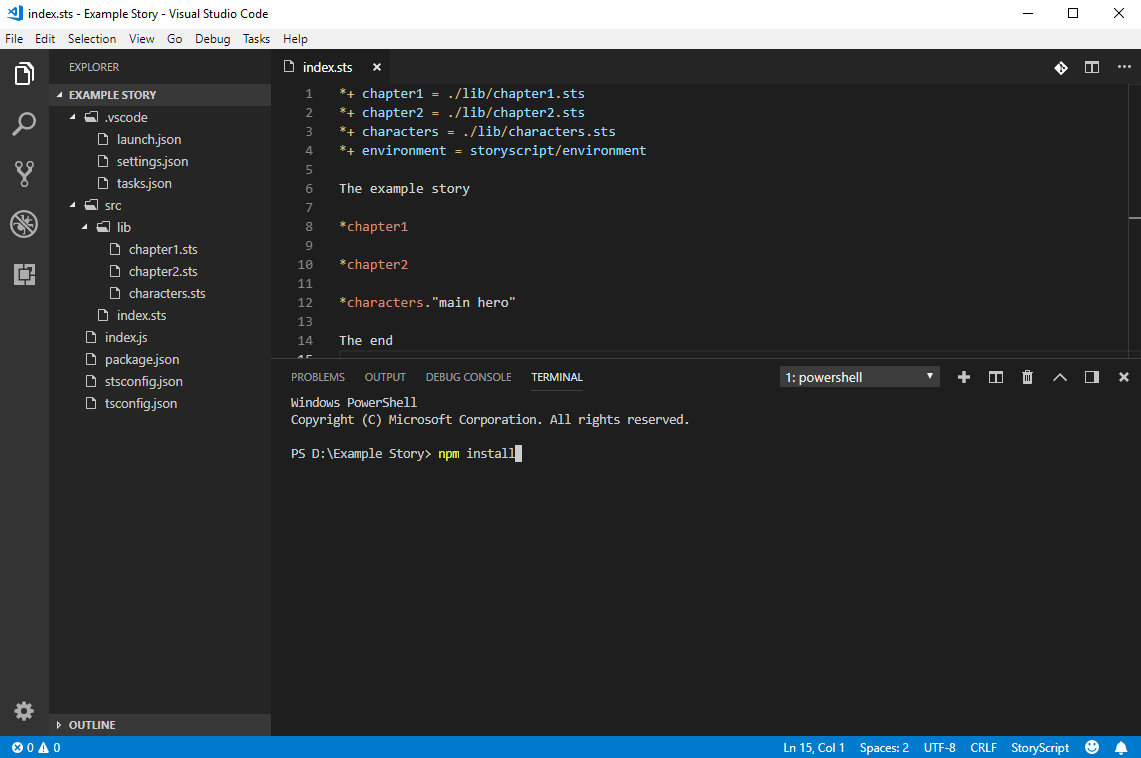 index.sts - Example Story - Visual Studio Code
File Edit Selection View Go Debug Tasks Help
EXPLORER
EXAMPLE STORY
.vscode
launch.json
settings.json
tasks.json
src
lib
chapter1.sts
chapter2.sts
characters.sts
index.sts
index.js
package.json
stsconfig.json
tsconfig.json
OUTLINE
index.sts
1 *+ chapter1 = ./lib/chapter1.sts
2 *+ chapter2 = ./lib/chapter2.sts
3 *+ characters = ./lib/characters.sts
4 *+ environment = storyscript/environment
5
6 The example story
7
8 *chapter1
9
10 *chapter2
11
12 *characters."main hero"
13
14 The end
15
PROBLEMS OUTPUT DEBUG CONSOLE TERMINAL 1: powershell
Windows PowerShell
Copyright (C) Microsoft Corporation. All rights reserved.
PS D:\Example Story> npm install
0 0 Ln 15, Col 1 Spaces: 2 UTF-8 CRLF StoryScript